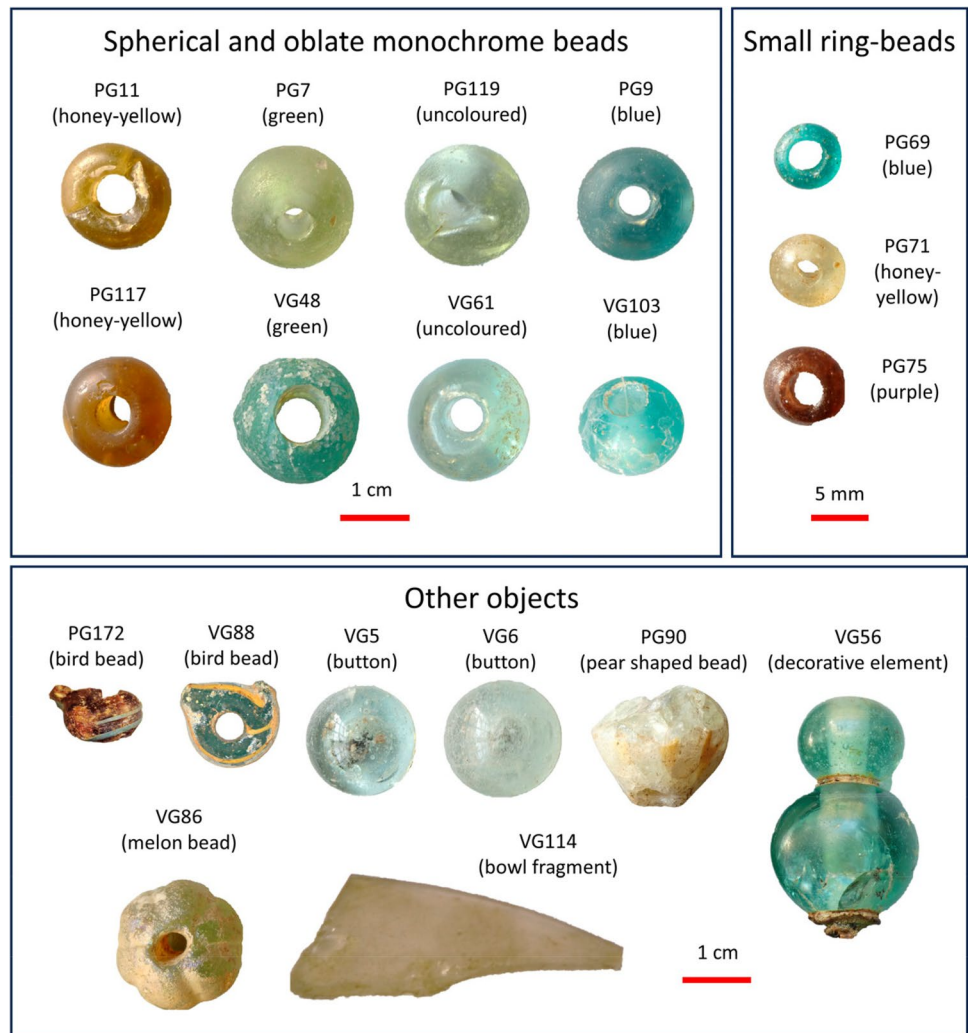 Spherical and oblate monochrome beads
PG11
(honey-yellow)
PG7
(green)
PG119
(uncoloured)
PG9
(blue)
PG117
(honey-yellow)
VG48
(green)
VG61
(uncoloured)
VG103
(blue)
1 cm
Small ring-beads
PG69
(blue)
PG71
(honey-
yellow)
PG75
(purple)
5 mm
Other objects
PG172
(bird bead)
VG88
(bird bead)
VG5
(button)
VG6
(button)
PG90
(pear shaped bead)
VG56
(decorative element)
VG86
(melon bead)
VG114
(bowl fragment)
1 cm